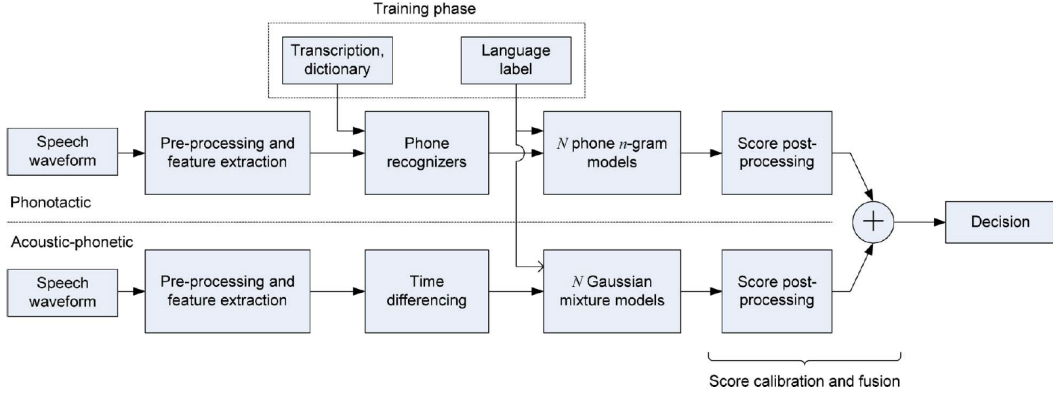 Training phase
Transcription,
dictionary
Language
label
Speech
waveform
Pre-processing and
feature extraction
Phone
recognizers
N phone n-gram
models
Score post-
processing
Phonotactic
+
Decision
Acoustic-phonetic
Speech
waveform
Pre-processing and
feature extraction
Time
differencing
N Gaussian
mixture models
Score post-
processing
Score calibration and fusion